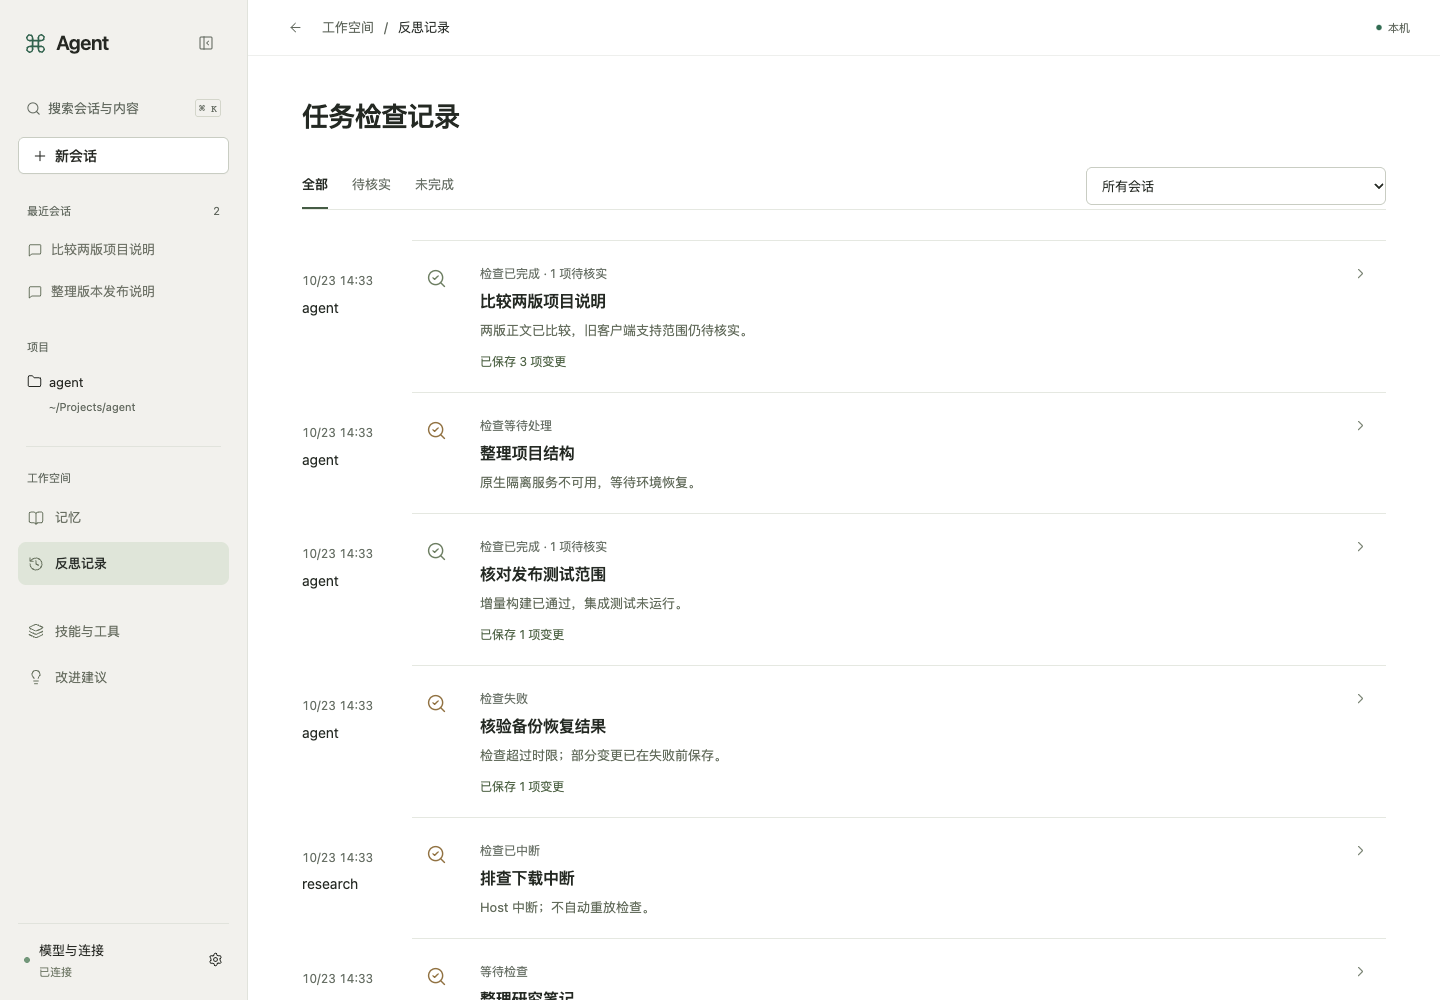 Agent
搜索会话与内容
⌘ K
新会话
最近会话 2
比较两版项目说明
整理版本发布说明
项目
agent
~/Projects/agent
工作空间
记忆
反思记录
技能与工具
改进建议
模型与连接
已连接
工作空间 / 反思记录
本机
任务检查记录
全部 待核实 未完成
所有会话
10/23 14:33
agent
检查已完成 · 1 项待核实
比较两版项目说明
两版正文已比较，旧客户端支持范围仍待核实。
已保存 3 项变更
10/23 14:33
agent
检查等待处理
整理项目结构
原生隔离服务不可用，等待环境恢复。
10/23 14:33
agent
检查已完成 · 1 项待核实
核对发布测试范围
增量构建已通过，集成测试未运行。
已保存 1 项变更
10/23 14:33
agent
检查失败
核验备份恢复结果
检查超过时限；部分变更已在失败前保存。
已保存 1 项变更
10/23 14:33
research
检查已中断
排查下载中断
Host 中断；不自动重放检查。
10/23 14:33
等待检查
整理研究笔记